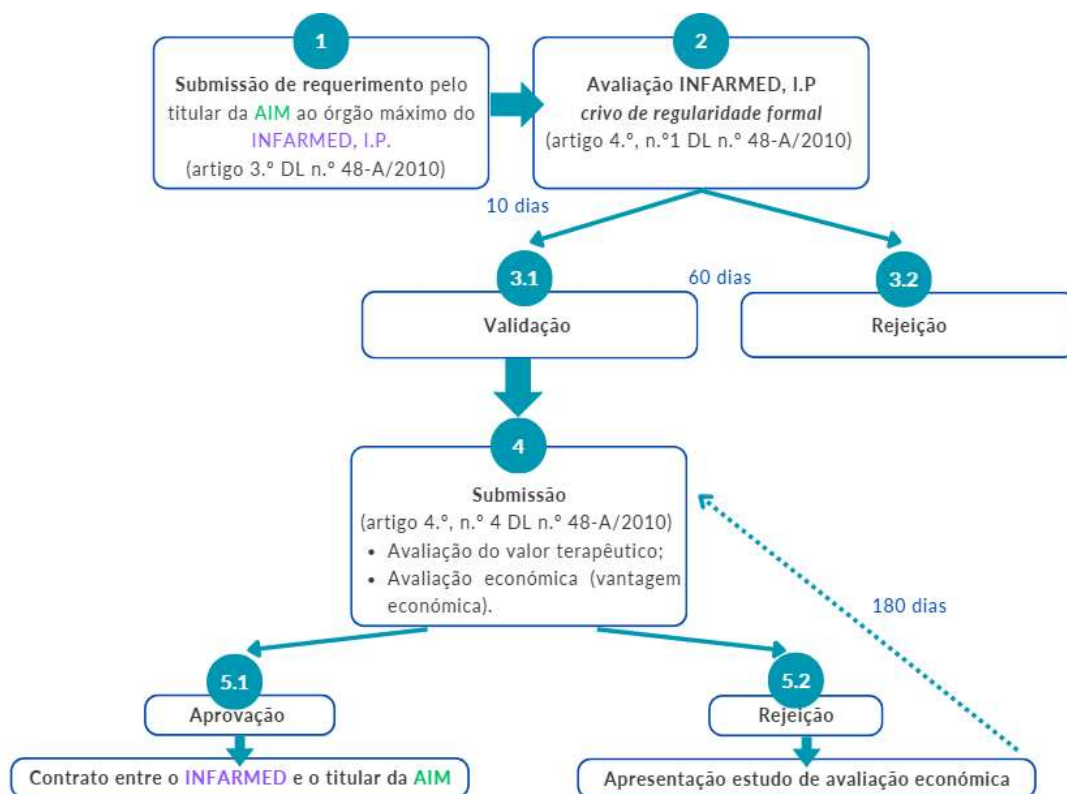 1
Submissão de requerimento pelo
titular da AIM ao órgão máximo do
INFARMED, I.P.
(artigo 3.º DL n.º 48-A/2010)
2
Avaliação INFARMED, I.P
crivo de regularidade formal
(artigo 4.º, n.º1 DL n.º 48-A/2010)
10 dias
3.1
Validação
60 dias
3.2
Rejeição
4
Submissão
(artigo 4.º, n.º 4 DL n.º 48-A/2010)
• Avaliação do valor terapêutico;
• Avaliação económica (vantagem
económica).
180 dias
5.1
Aprovação
Contrato entre o INFARMED e o titular da AIM
5.2
Rejeição
Apresentação estudo de avaliação económica